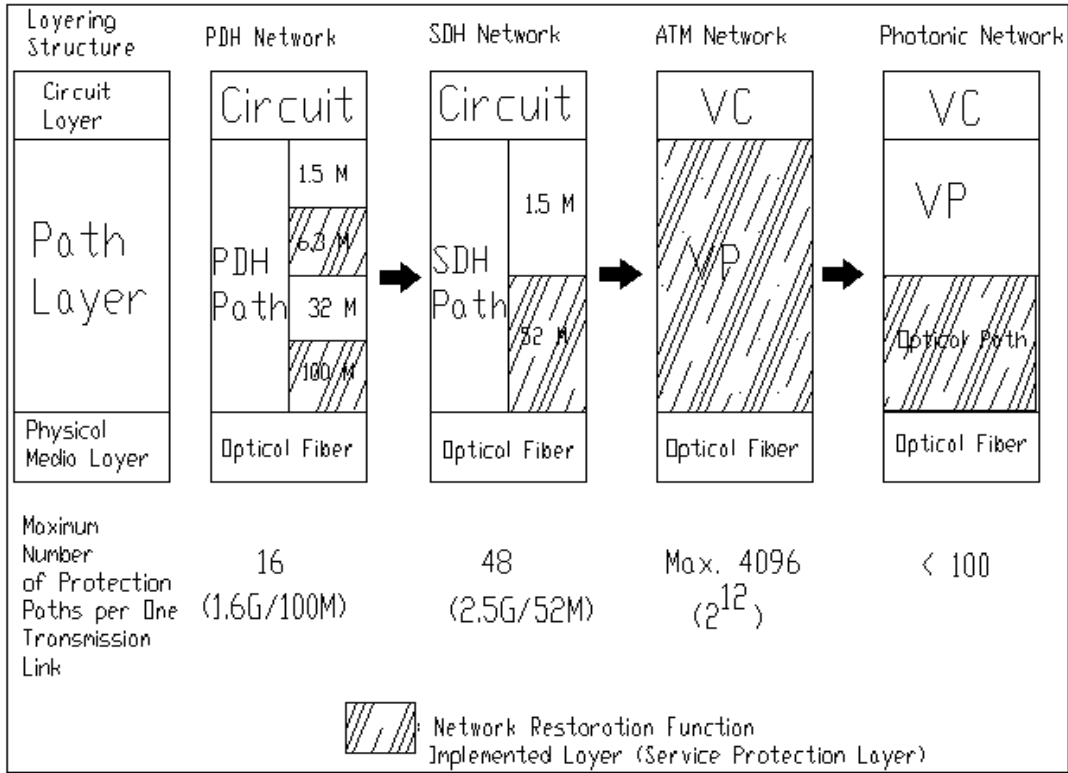 Layering
Structure
PDH Network
SDH Network
ATM Network
Photonic Network
Circuit
Layer
Circuit
Circuit
VC
VC
Path
Layer
PDH
Path
1.5 M
6.3 M
32 M
100 M
SDH
Path
1.5 M
52 M
VP
VP
Optical Path
Physical
Media Layer
Optical Fiber
Optical Fiber
Optical Fiber
Optical Fiber
Maximum
Number
of Protection
Paths per One
Transmission
Link
16
(1.6G/100M)
48
(2.5G/52M)
Max. 4096
(2^12)
< 100
: Network Restoration Function
Implemented Layer (Service Protection Layer)